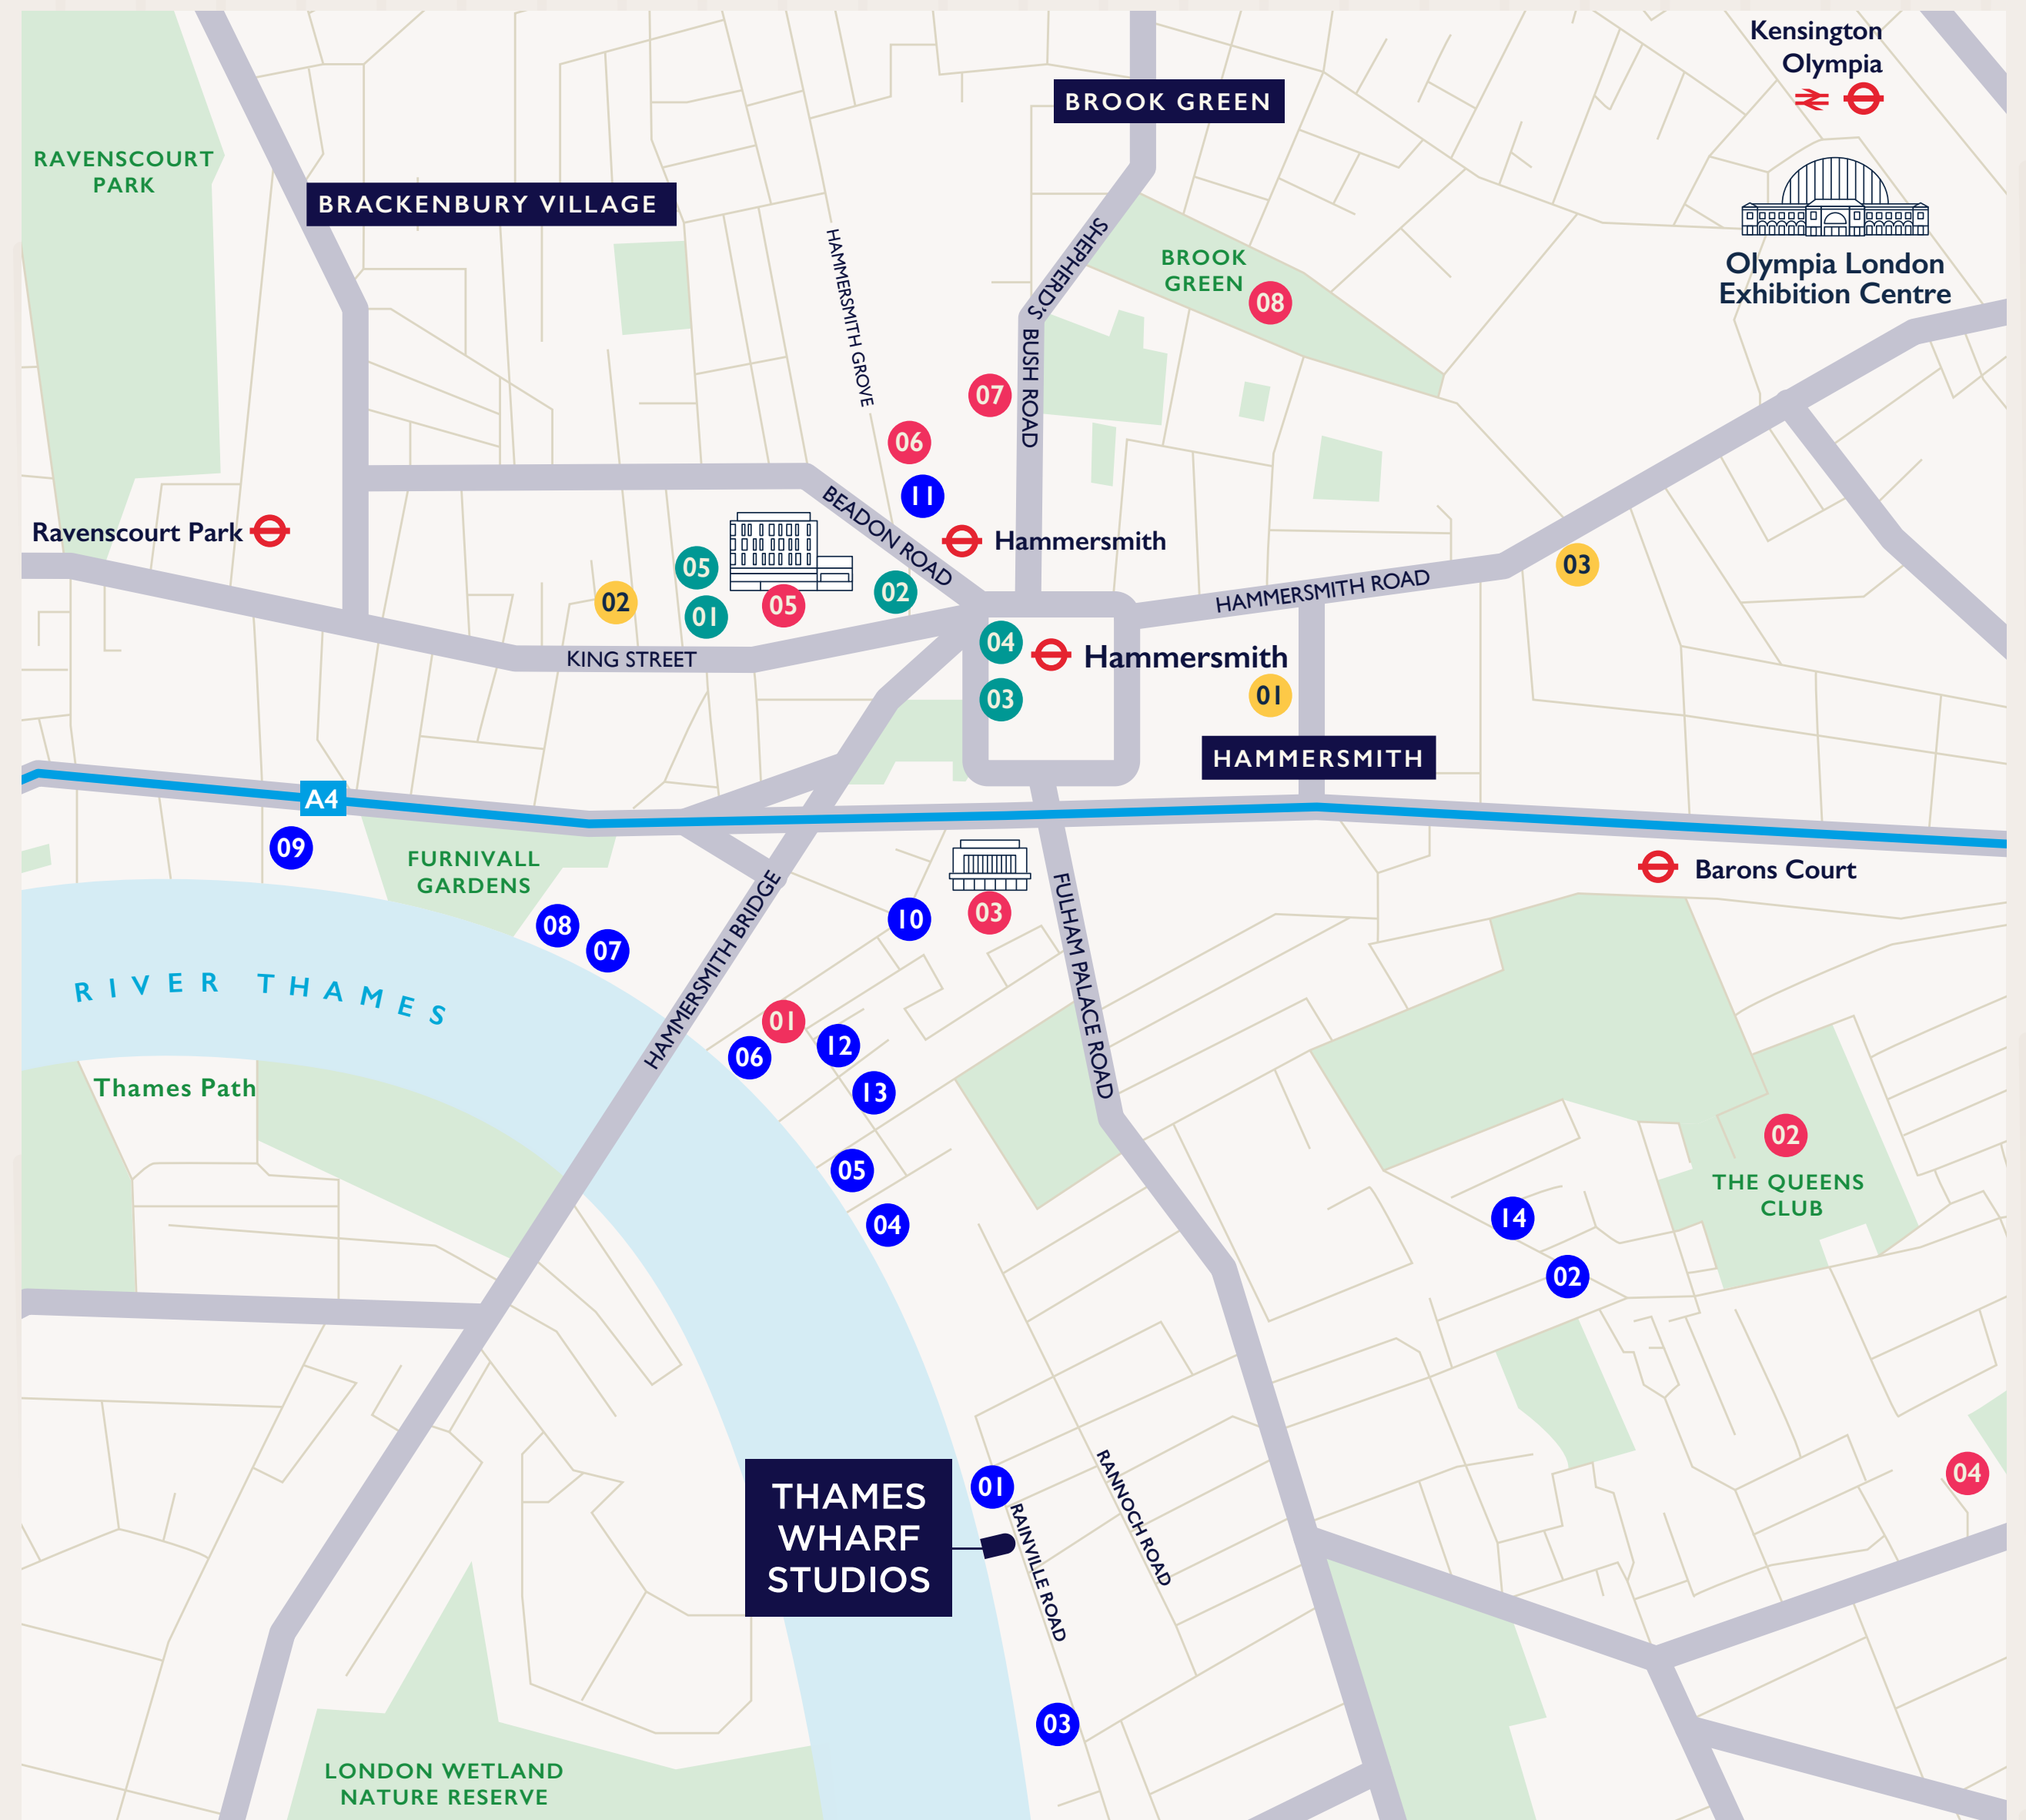 Kensington
Olympia
BROOK GREEN
RAVENSCOURT
PARK
BRACKENBURY VILLAGE
HAMMERSMITH GROVE
SHEPHERD'S BUSH ROAD
BROOK
GREEN
08
Olympia London
Exhibition Centre
07
06
11
BEADON ROAD
Ravenscourt Park
Hammersmith
05
02
01
05
02
HAMMERSMITH ROAD
03
KING STREET
04
Hammersmith
03
01
HAMMERSMITH
A4
09
FURNIVALL
GARDENS
Barons Court
08
07
10
03
HAMMERSMITH BRIDGE
FULHAM PALACE ROAD
RIVER THAMES
01
06
12
13
Thames Path
02
THE QUEENS
CLUB
05
04
14
02
THAMES
WHARF
STUDIOS
01
RAINVILLE ROAD
RANNOCH ROAD
04
03
LONDON WETLAND
NATURE RESERVE